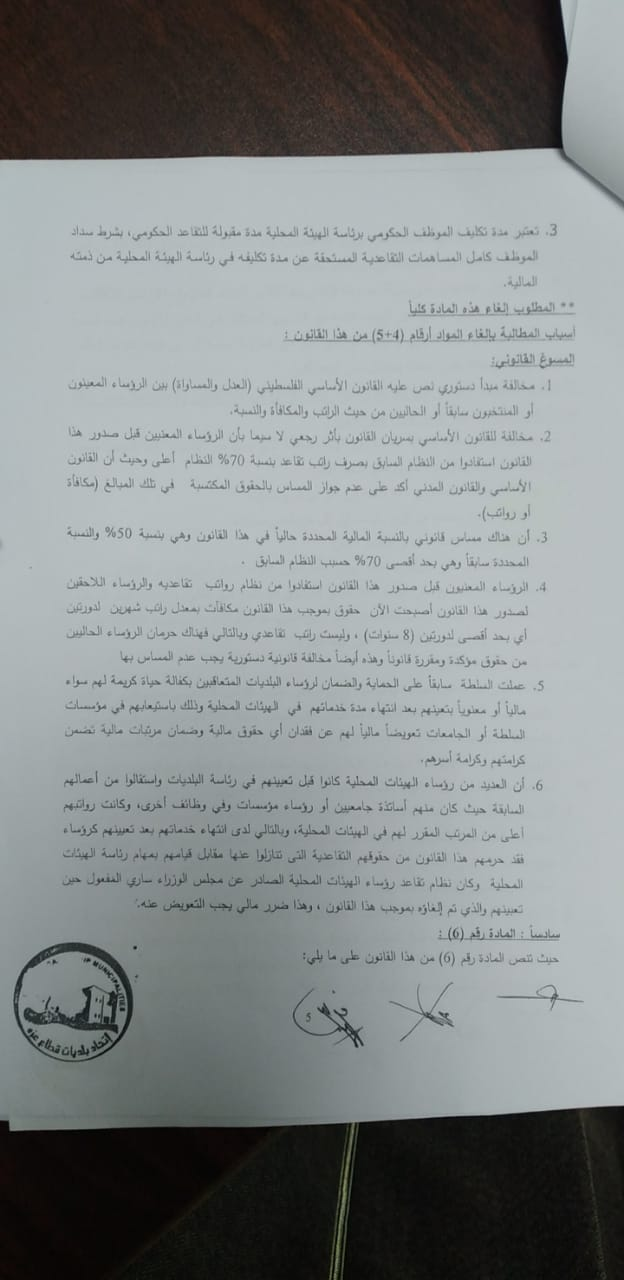 3. تعتبر مدة تكليف الموظف الحكومي برئاسة الهيئة المحلية مدة مقبولة للتقاعد الحكومي، بشرط سداد
الموظف كامل المساهمات التقاعدية المستحقة عن مدة تكليفه في رئاسة الهيئة المحلية من ذمته
المالية.
** المطلوب إلغاء هذه المادة كلياً
أسباب المطالبة بإلغاء المواد أرقام (4+5) من هذا القانون :
المسوغ القانوني:
1. مخالفة مبدأ دستوري نص عليه القانون الأساسي الفلسطيني (العدل والمساواة) بين الرؤساء المعينون
أو المنتخبون سابقاً أو الحاليين من حيث الراتب والمكافأة والنسبة.
2. مخالفة للقانون الأساسي بسريان القانون بأثر رجعي لا سيما بأن الرؤساء المعنيين قبل صدور هذا
القانون استفادوا من النظام السابق بصرف راتب تقاعد بنسبة 70% النظام أعلى وحيث أن القانون
الأساسي والقانون المدني أكد على عدم جواز المساس بالحقوق المكتسبة في تلك المبالغ (مكافأة
أو رواتب).
3. أن هناك مساس قانوني بالنسبة المالية المحددة حالياً في هذا القانون وهي بنسبة 50% والنسبة
المحددة سابقاً وهي بحد أقصى 70% حسب النظام السابق .
4. الرؤساء المعنيون قبل صدور هذا القانون استفادوا من نظام رواتب تقاعديه والرؤساء اللاحقين
لصدور هذا القانون أصبحت الآن حقوق بموجب هذا القانون مكافآت بمعدل راتب شهرين لدورتين
أي بحد أقصى لدورتين (8 سنوات) ، وليست راتب تقاعدي وبالتالي فهناك حرمان الرؤساء الحاليين
من حقوق مؤكدة ومقررة قانوناً وهذه أيضاً مخالفة قانونية دستورية يجب عدم المساس بها
5. عملت السلطة سابقاً على الحماية والضمان لرؤساء البلديات المتعاقبين بكفالة حياة كريمة لهم سواء
مالياً أو معنوياً بتعينهم بعد انتهاء مدة خدماتهم في الهيئات المحلية وذلك باستيعابهم في مؤسسات
السلطة أو الجامعات تعويضاً مالياً لهم عن فقدان أي حقوق مالية وضمان مرتبات مالية تضمن
كرامتهم وكرامة أسرهم.
6. أن العديد من رؤساء الهيئات المحلية كانوا قبل تعيينهم في رئاسة البلديات واستقالوا من أعمالهم
السابقة حيث كان منهم أساتذة جامعيين أو رؤساء مؤسسات وفي وظائف أخرى، وكانت رواتبهم
أعلى من المرتب المقرر لهم في الهيئات المحلية، وبالتالي لدى انتهاء خدماتهم بعد تعيينهم كرؤساء
فقد حرمهم هذا القانون من حقوقهم التقاعدية التى تنازلوا عنها مقابل قيامهم بمهام رئاسة الهيئات
المحلية وكان نظام تقاعد رؤساء الهيئات المحلية الصادر عن مجلس الوزراء ساري المفعول حين
تعيينهم والذي تم إلغاؤه بموجب هذا القانون ، وهذا ضرر مالي يجب التعويض عنه.
سادساً : المادة رقم (6) :
حيث تنص المادة رقم (6) من هذا القانون على ما يلي:
5
MUNICIPALITIES
إتحاد بلديات قطاع غزة